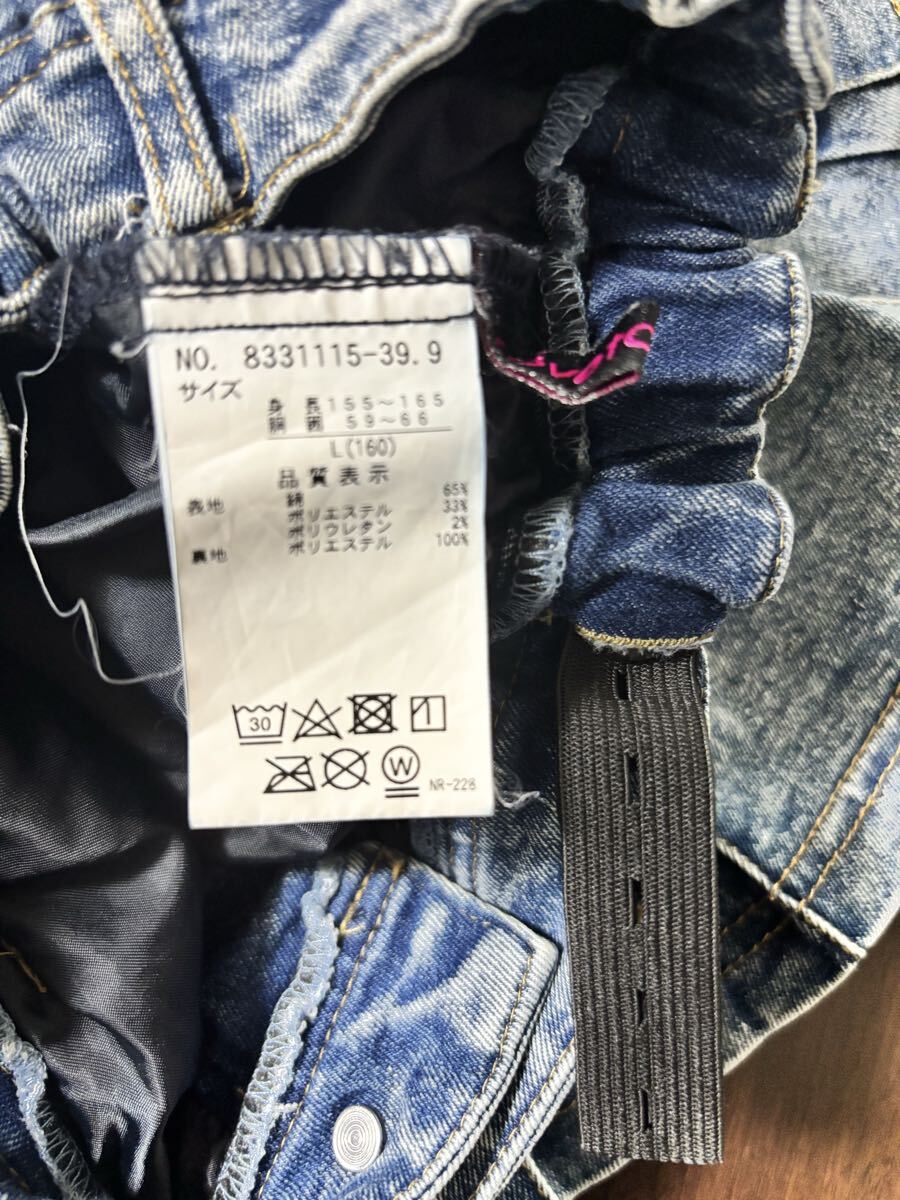 NO. 8331115-39.9
サイズ
身長 155～165
胴囲 59～66
L(160)
品質表示
表地 綿 65%
ポリエステル 33%
ポリウレタン 2%
裏地 ポリエステル 100%
30
W
NR-228